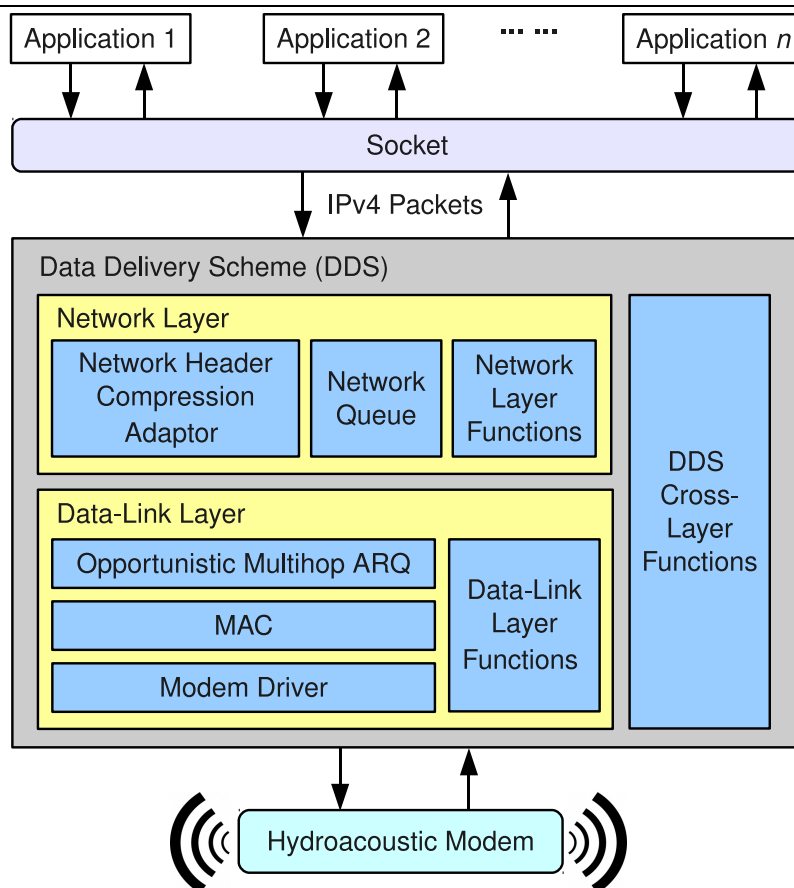 Application 1
Application 2
... ...
Application n
Socket
IPv4 Packets
Data Delivery Scheme (DDS)
Network Layer
Network Header
Compression
Adaptor
Network
Queue
Network
Layer
Functions
DDS
Cross-
Layer
Functions
Data-Link Layer
Opportunistic Multihop ARQ
MAC
Modem Driver
Data-Link
Layer
Functions
Hydroacoustic Modem